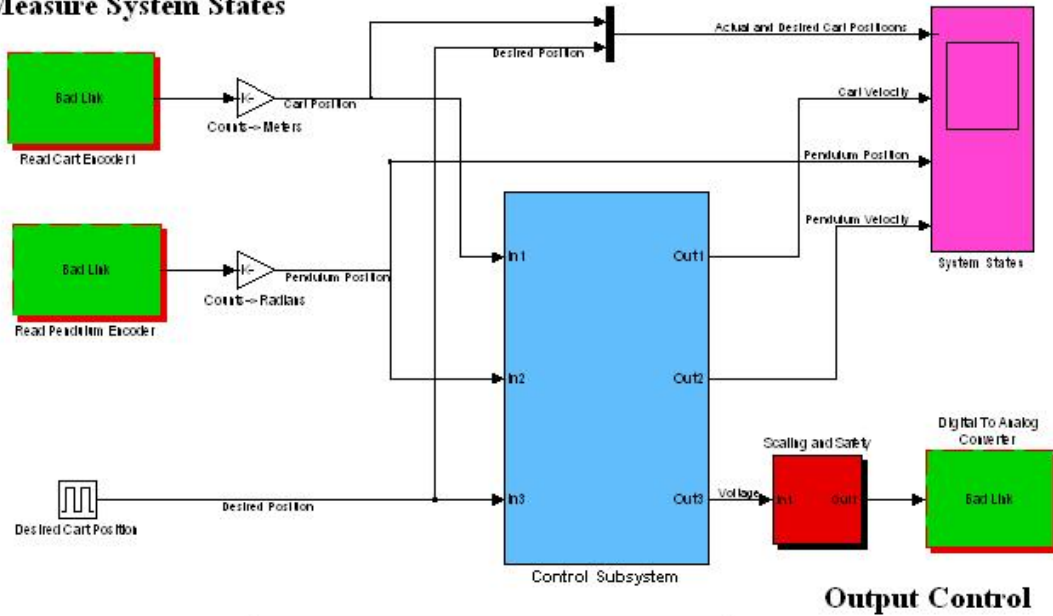 Measure System States
Actual and Desired Cart Positioons
Desired Position
Bad Link
Cart Position
Cart Velocity
Counts->Meters
Read Cart Encoder1
Pendulum Position
Pendulum Velocity
In1
Out1
System States
Bad Link
Pendulum Position
Counts->Radians
Read Pendulum Encoder
In2
Out2
Digital To Analog
Converter
Scaling and Safety
Desired Position
In3
Out3
Voltage
In1
Out1
Bad Link
Desired Cart Position
Control Subsystem
Output Control